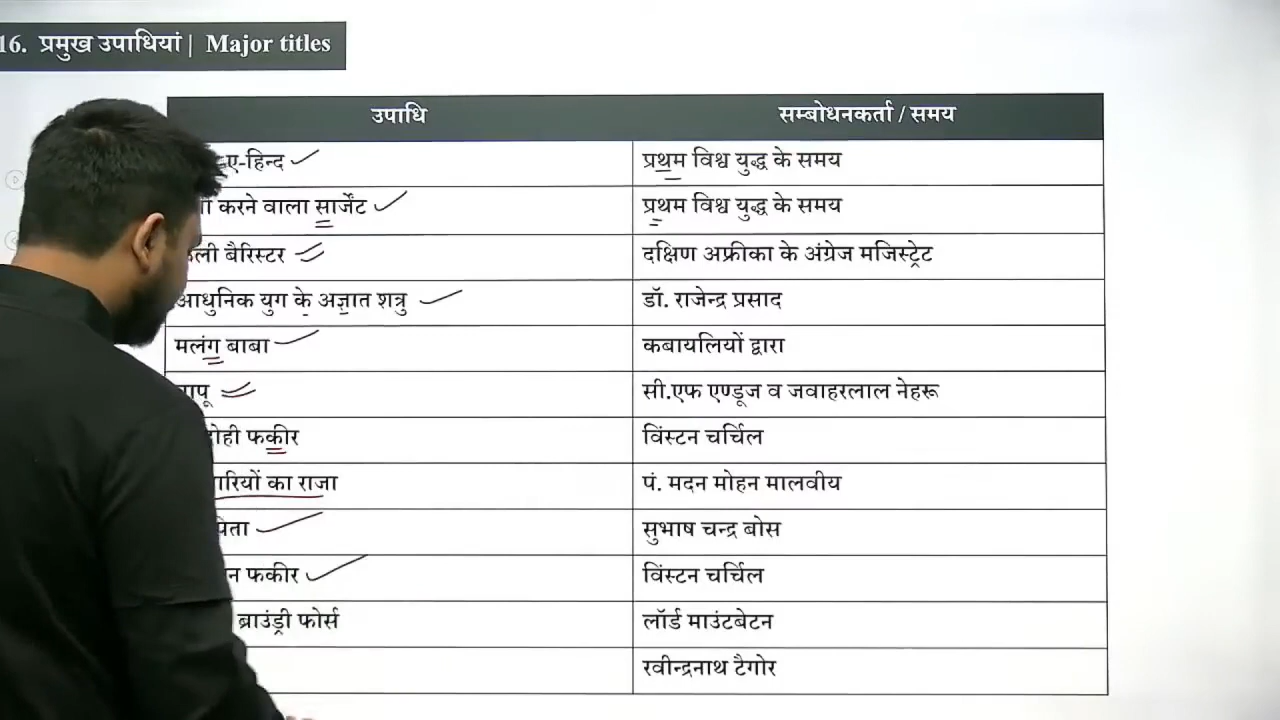 16. प्रमुख उपाधियां | Major titles
उपाधि सम्बोधनकर्ता / समय
ए-हिन्द प्रथम विश्व युद्ध के समय
करने वाला सार्जेंट प्रथम विश्व युद्ध के समय
बैरिस्टर दक्षिण अफ्रीका के अंग्रेज मजिस्ट्रेट
आधुनिक युग के अज्ञात शत्रु डॉ. राजेन्द्र प्रसाद
मलंग बाबा कबायलियों द्वारा
सी.एफ एण्ड्रूज व जवाहरलाल नेहरू
फकीर विंस्टन चर्चिल
का राजा पं. मदन मोहन मालवीय
सुभाष चन्द्र बोस
फकीर विंस्टन चर्चिल
ब्राउंड्री फोर्स लॉर्ड माउंटबेटन
रवीन्द्रनाथ टैगोर